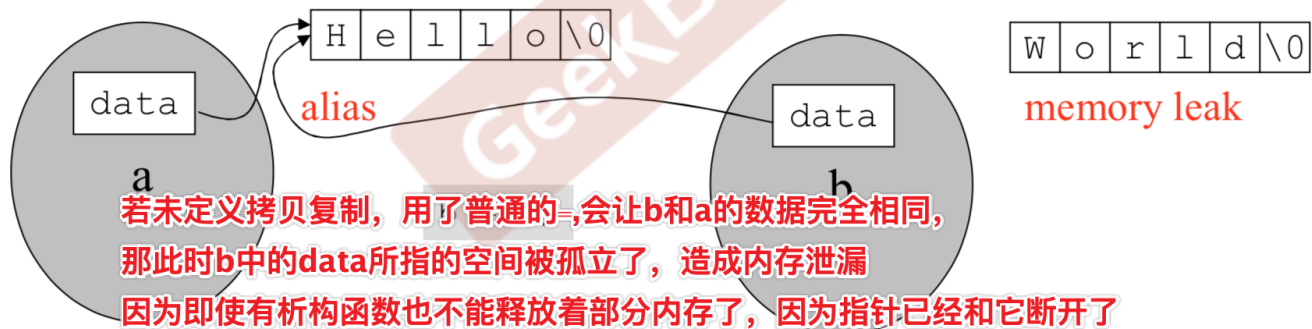 H e l l o \0
W o r l d \0
data
alias
data
memory leak
a
b
若未定义拷贝复制，用了普通的=,会让b和a的数据完全相同，
那此时b中的data所指的空间被孤立了，造成内存泄漏
因为即使有析构函数也不能释放着部分内存了，因为指针已经和它断开了